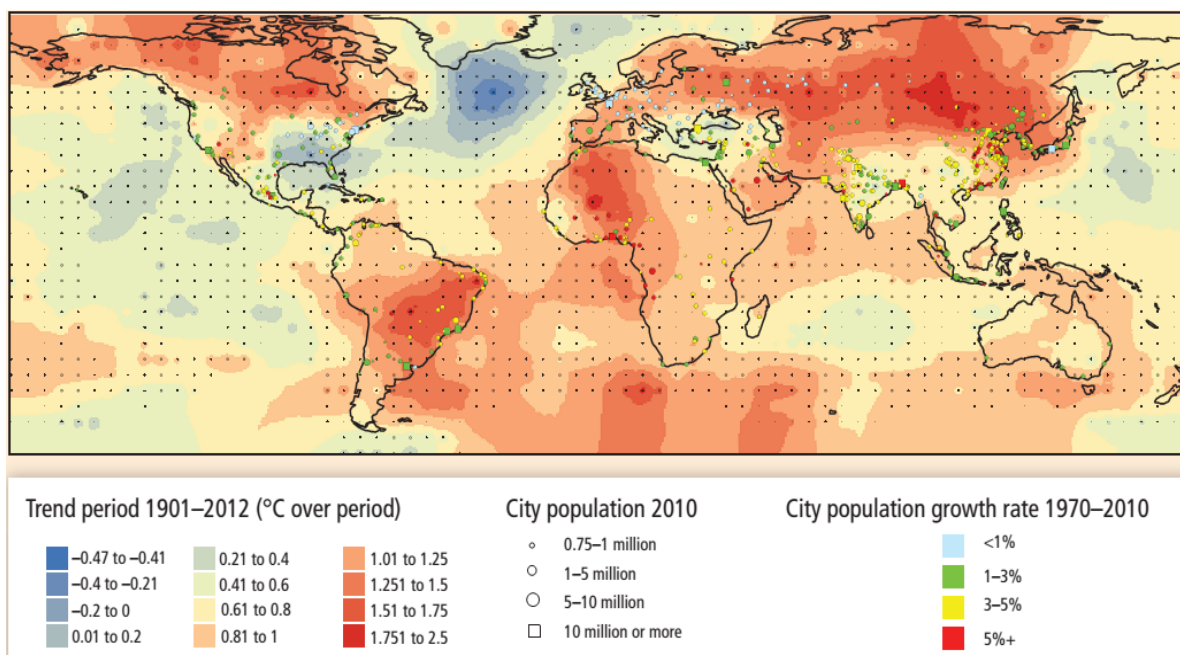 Trend period 1901–2012 (°C over period)
−0.47 to −0.41
−0.4 to −0.21
−0.2 to 0
0.01 to 0.2
0.21 to 0.4
0.41 to 0.6
0.61 to 0.8
0.81 to 1
1.01 to 1.25
1.251 to 1.5
1.51 to 1.75
1.751 to 2.5
City population 2010
0.75–1 million
1–5 million
5–10 million
10 million or more
City population growth rate 1970–2010
<1%
1–3%
3–5%
5%+